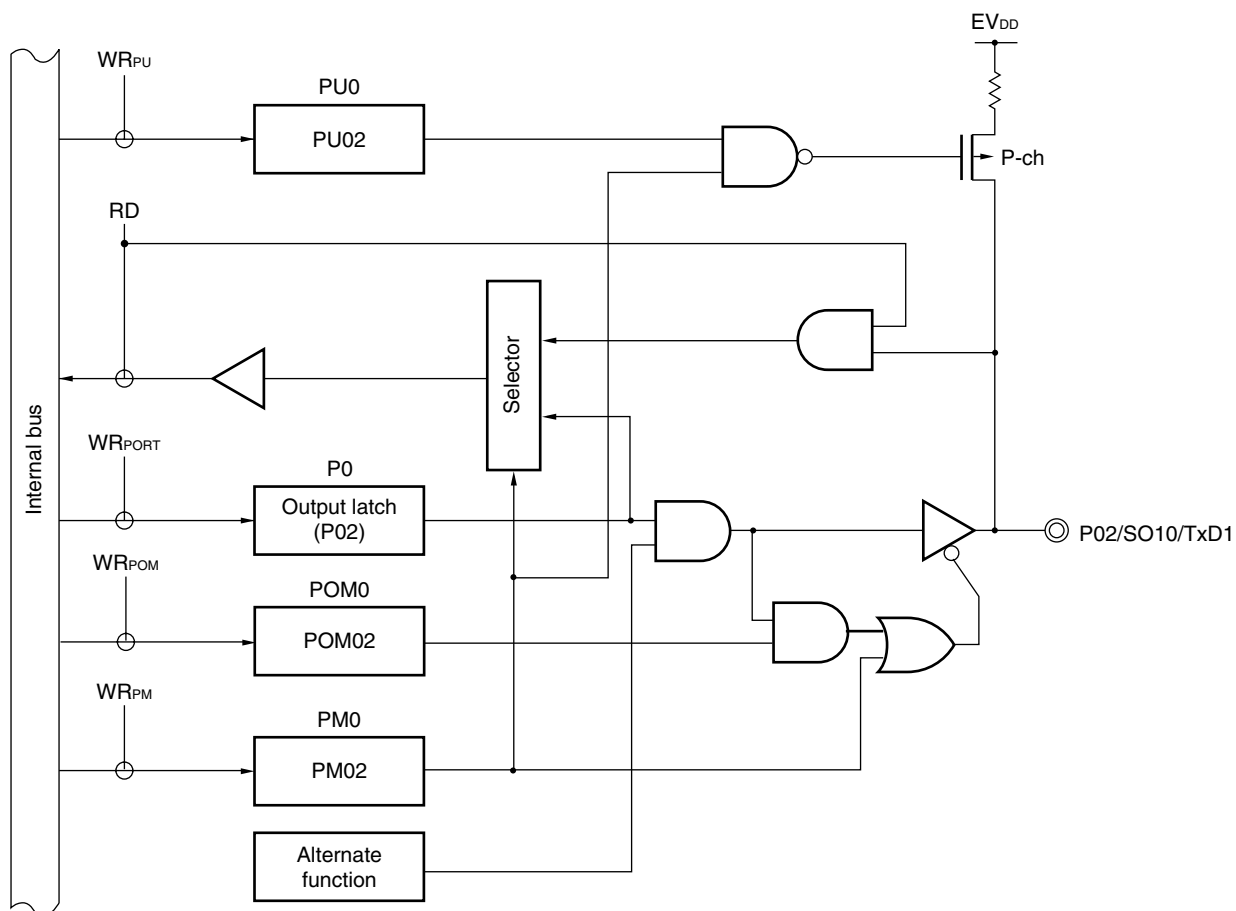 EVDD
WRPU
PU0
PU02
P-ch
RD
Selector
Internal bus
WRPORT
P0
Output latch
(P02)
P02/SO10/TxD1
WRPOM
POM0
POM02
WRPM
PM0
PM02
Alternate
function